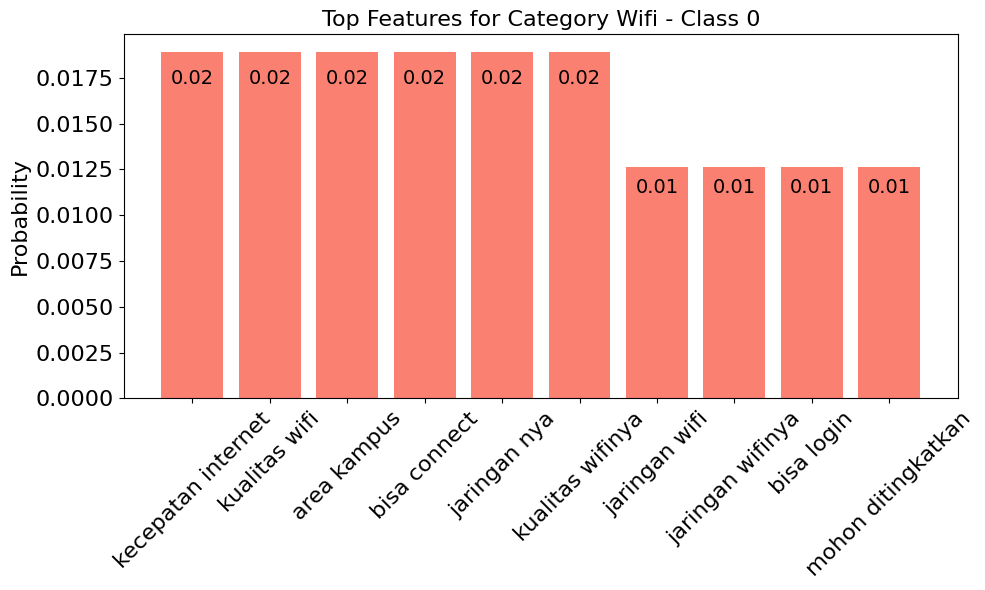 Top Features for Category Wifi - Class 0
Probability
0.0175
0.0150
0.0125
0.0100
0.0075
0.0050
0.0025
0.0000
0.02 0.02 0.02 0.02 0.02 0.02
0.01 0.01 0.01 0.01
kecepatan internet
kualitas wifi
area kampus
bisa connect
jaringan nya
kualitas wifinya
jaringan wifi
jaringan wifinya
bisa login
mohon ditingkatkan